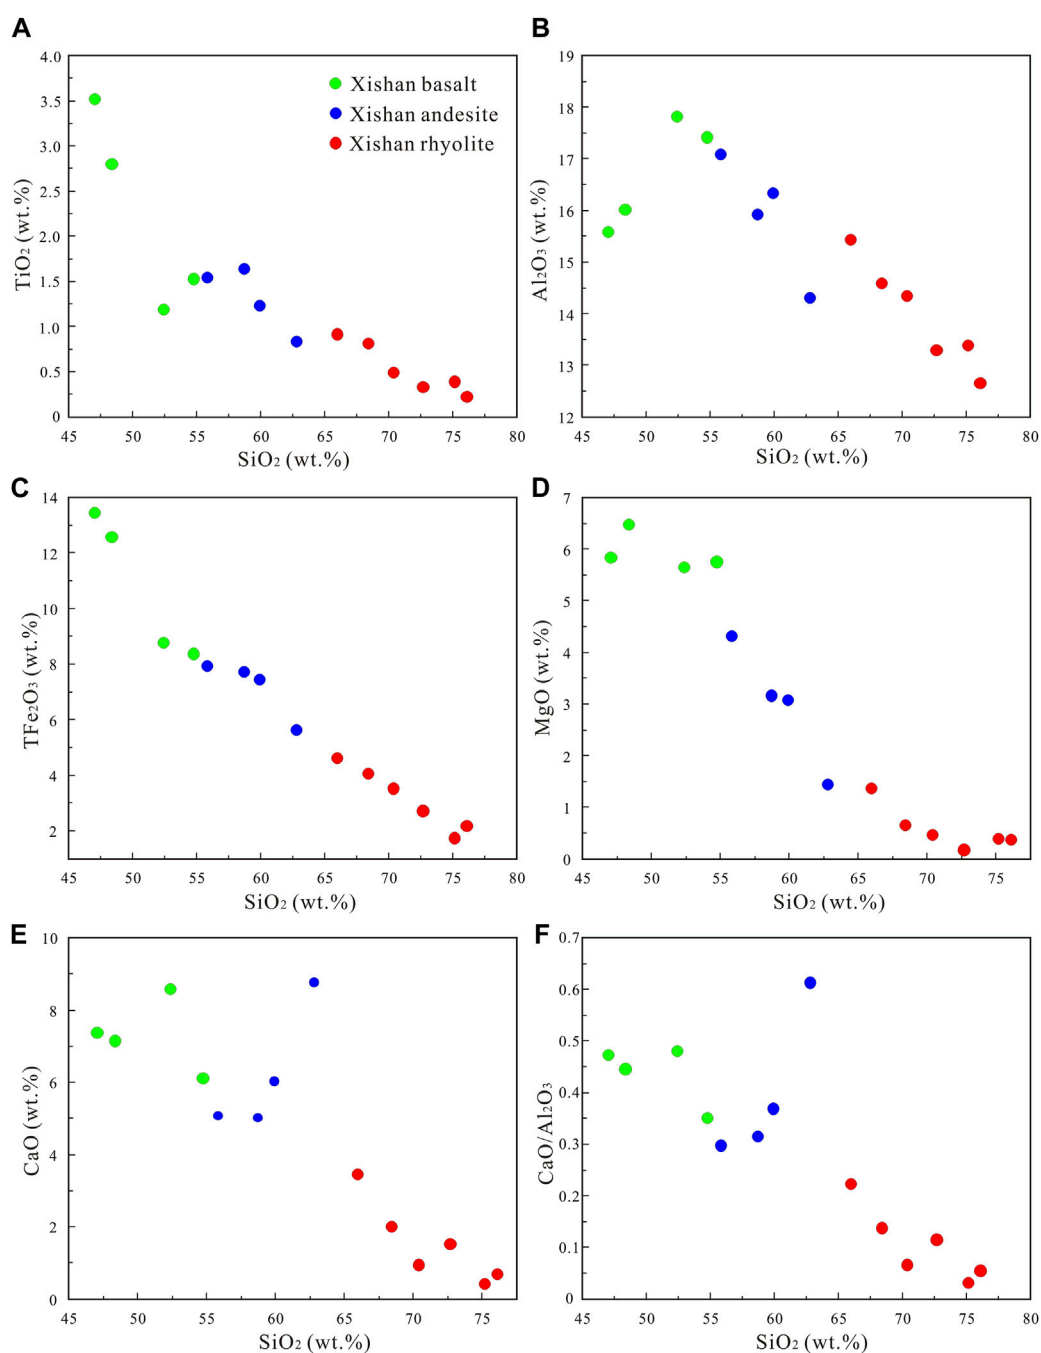 A
4.0
3.5
3.0
2.5
2.0
1.5
1.0
0.5
0
TiO₂ (wt.%)
Xishan basalt
Xishan andesite
Xishan rhyolite
45 50 55 60 65 70 75 80
SiO₂ (wt.%)
B
19
18
17
16
15
14
13
12
Al₂O₃ (wt.%)
45 50 55 60 65 70 75 80
SiO₂ (wt.%)
C
14
12
10
8
6
4
2
TFe₂O₃ (wt.%)
45 50 55 60 65 70 75 80
SiO₂ (wt.%)
D
7
6
5
4
3
2
1
0
MgO (wt.%)
45 50 55 60 65 70 75
SiO₂ (wt.%)
E
10
8
6
4
2
0
CaO (wt.%)
45 50 55 60 65 70 75
SiO₂ (wt.%)
F
0.7
0.6
0.5
0.4
0.3
0.2
0.1
0
CaO/Al₂O₃
45 50 55 60 65 70 75 80
SiO₂ (wt.%)